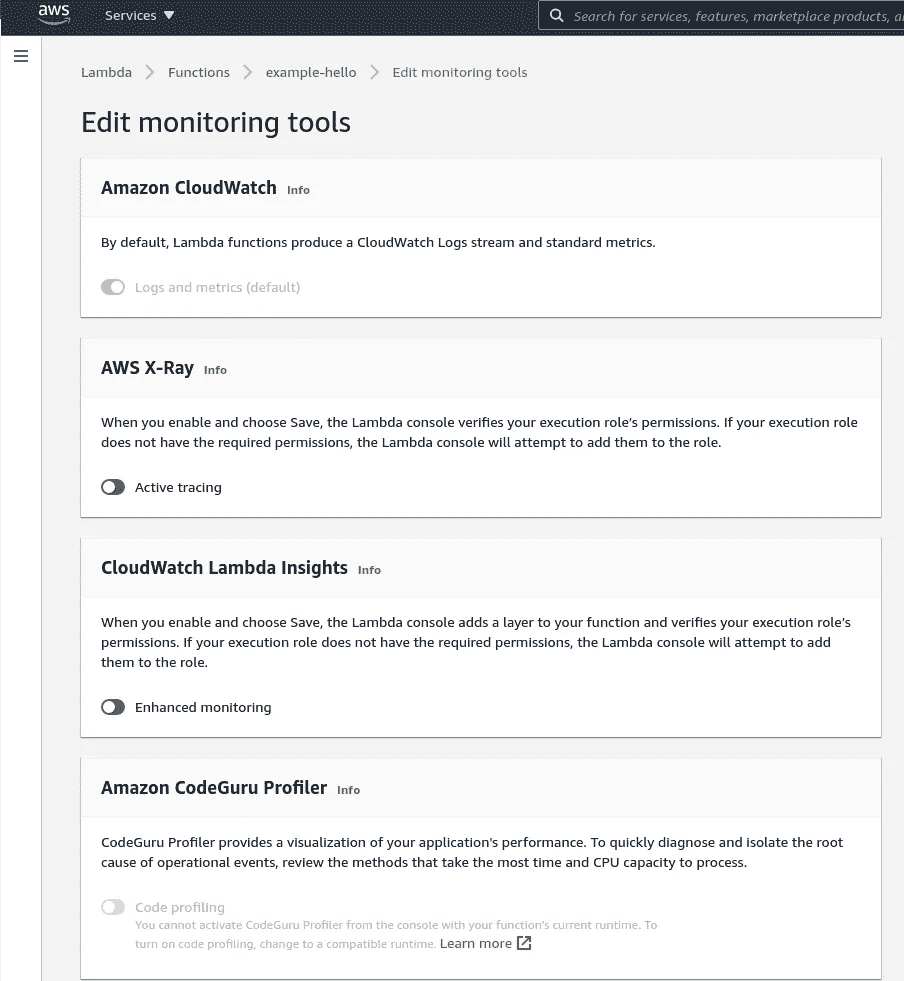 aws
Services
Search for services, features, marketplace products,
Lambda
Functions
example-hello
Edit monitoring tools
Edit monitoring tools
Amazon CloudWatch Info
By default, Lambda functions produce a CloudWatch Logs stream and standard metrics.
Logs and metrics (default)
AWS X-Ray Info
When you enable and choose Save, the Lambda console verifies your execution role's permissions. If your execution role
does not have the required permissions, the Lambda console will attempt to add them to the role.
Active tracing
CloudWatch Lambda Insights Info
When you enable and choose Save, the Lambda console adds a layer to your function and verifies your execution role's
permissions. If your execution role does not have the required permissions, the Lambda console will attempt to add
them to the role.
Enhanced monitoring
Amazon CodeGuru Profiler Info
CodeGuru Profiler provides a visualization of your application's performance. To quickly diagnose and isolate the root
cause of operational events, review the methods that take the most time and CPU capacity to process.
Code profiling
You cannot activate CodeGuru Profiler from the console with your function's current runtime. To
turn on code profiling, change to a compatible runtime. Learn more